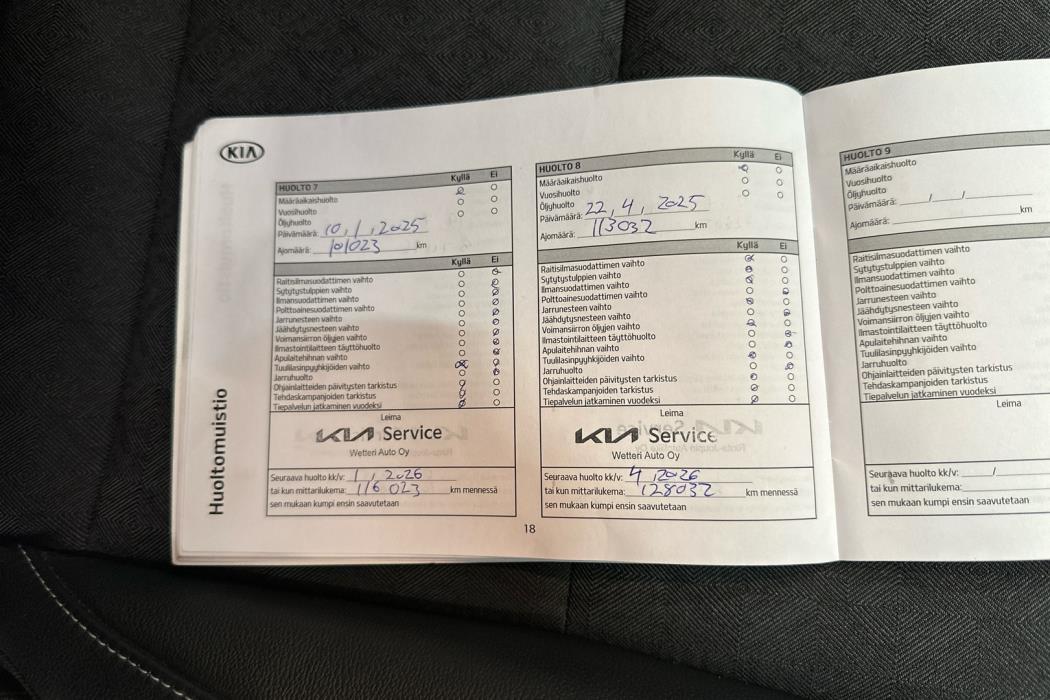 KIA
Huoltomuistio
HUOLTO 7 Kyllä Ei
Määräaikaishuolto
Vuosihuolto
Öljyhuolto
Päivämäärä: 10, 1, 2025
Ajomäärä: 101023 km
Kyllä Ei
Raitisilmasuodattimen vaihto
Sytytystulppien vaihto
Ilmansuodattimen vaihto
Polttoainesuodattimen vaihto
Jarrunesteen vaihto
Jäähdytysnesteen vaihto
Voimansiirron öljyjen vaihto
Ilmastointilaitteen täyttöhuolto
Apulaitehihnan vaihto
Tuulilasinpyyhkijöiden vaihto
Jarruhuolto
Ohjainlaitteiden päivitysten tarkistus
Tehdaskampanjoiden tarkistus
Tiepalvelun jatkaminen vuodeksi
Leima
KIA Service
Wetteri Auto Oy
Seuraava huolto kk/v: 1 / 2026
tai kun mittarilukema: 116 023 km mennessä
sen mukaan kumpi ensin saavutetaan
HUOLTO 8 Kyllä Ei
Määräaikaishuolto
Vuosihuolto
Öljyhuolto
Päivämäärä: 22, 4, 2025
Ajomäärä: 113032 km
Kyllä Ei
Raitisilmasuodattimen vaihto
Sytytystulppien vaihto
Ilmansuodattimen vaihto
Polttoainesuodattimen vaihto
Jarrunesteen vaihto
Jäähdytysnesteen vaihto
Voimansiirron öljyjen vaihto
Ilmastointilaitteen täyttöhuolto
Apulaitehihnan vaihto
Tuulilasinpyyhkijöiden vaihto
Jarruhuolto
Ohjainlaitteiden päivitysten tarkistus
Tehdaskampanjoiden tarkistus
Tiepalvelun jatkaminen vuodeksi
Leima
KIA Service
Wetteri Auto Oy
Seuraava huolto kk/v: 4 / 2026
tai kun mittarilukema: 128032 km mennessä
sen mukaan kumpi ensin saavutetaan
18
HUOLTO 9
Määräaikaishuolto
Vuosihuolto
Öljyhuolto
Päivämäärä: / /
Ajomäärä: km
Raitisilmasuodattimen vaihto
Sytytystulppien vaihto
Ilmansuodattimen vaihto
Polttoainesuodattimen vaihto
Jarrunesteen vaihto
Jäähdytysnesteen vaihto
Voimansiirron öljyjen vaihto
Ilmastointilaitteen täyttöhuolto
Apulaitehihnan vaihto
Tuulilasinpyyhkijöiden vaihto
Jarruhuolto
Ohjainlaitteiden päivitysten tarkistus
Tehdaskampanjoiden tarkistus
Tiepalvelun jatkaminen vuodeksi
Leima
Seuraava huolto kk/v: /
tai kun mittarilukema:
sen mukaan kumpi ensin saavutetaan